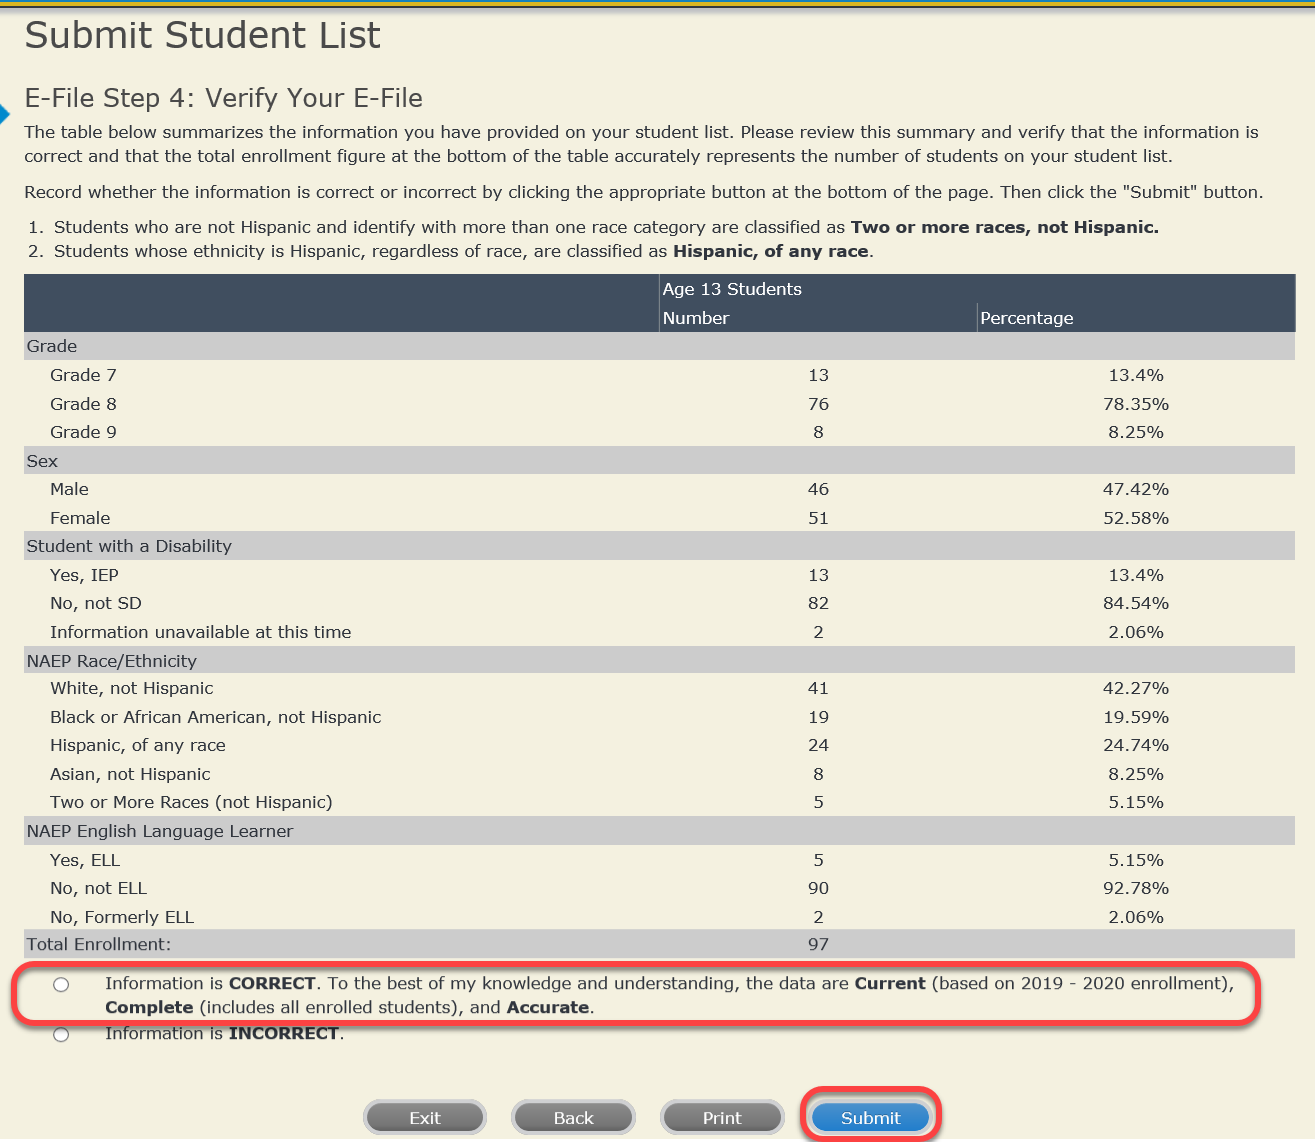 Submit Student List
E-File Step 4: Verify Your E-File
The table below summarizes the information you have provided on your student list. Please review this summary and verify that the information is
correct and that the total enrollment figure at the bottom of the table accurately represents the number of students on your student list.
Record whether the information is correct or incorrect by clicking the appropriate button at the bottom of the page. Then click the "Submit" button.
1. Students who are not Hispanic and identify with more than one race category are classified as Two or more races, not Hispanic.
2. Students whose ethnicity is Hispanic, regardless of race, are classified as Hispanic, of any race.
Age 13 Students
Number Percentage
Grade
Grade 7 13 13.4%
Grade 8 76 78.35%
Grade 9 8 8.25%
Sex
Male 46 47.42%
Female 51 52.58%
Student with a Disability
Yes, IEP 13 13.4%
No, not SD 82 84.54%
Information unavailable at this time 2 2.06%
NAEP Race/Ethnicity
White, not Hispanic 41 42.27%
Black or African American, not Hispanic 19 19.59%
Hispanic, of any race 24 24.74%
Asian, not Hispanic 8 8.25%
Two or More Races (not Hispanic) 5 5.15%
NAEP English Language Learner
Yes, ELL 5 5.15%
No, not ELL 90 92.78%
No, Formerly ELL 2 2.06%
Total Enrollment: 97
Information is CORRECT. To the best of my knowledge and understanding, the data are Current (based on 2019 - 2020 enrollment),
Complete (includes all enrolled students), and Accurate.
Information is INCORRECT.
Exit Back Print Submit